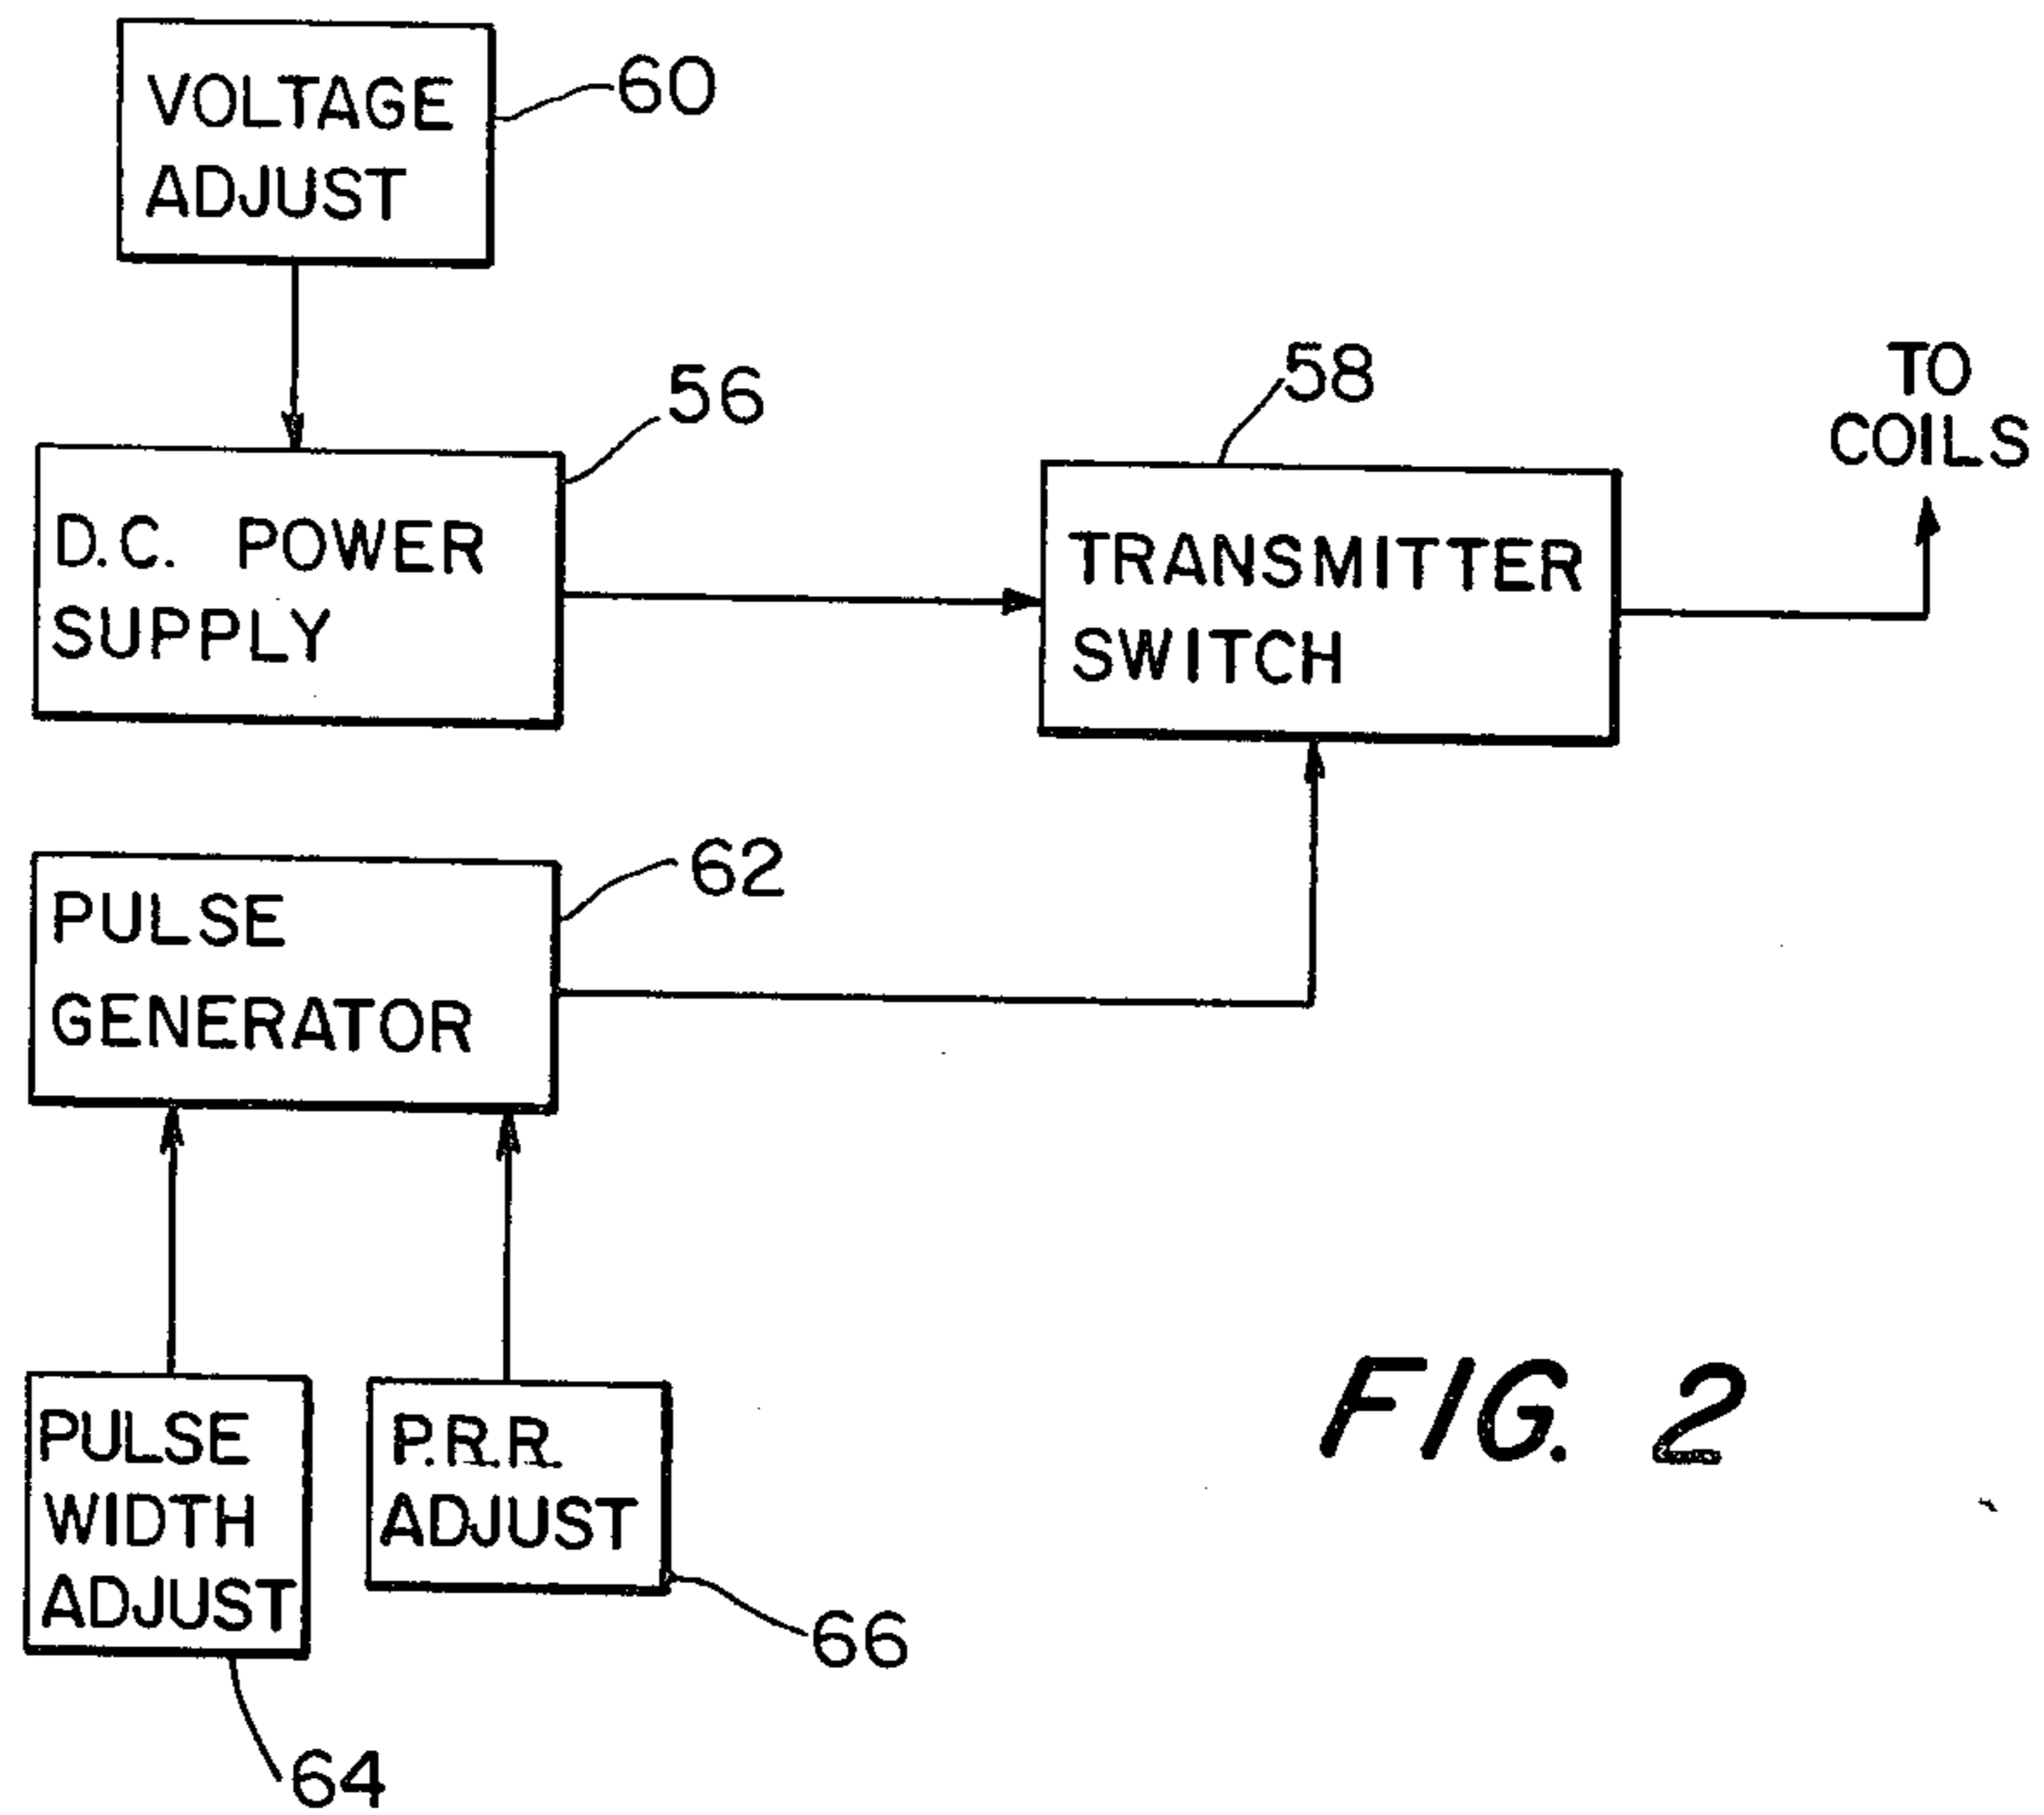 VOLTAGE
ADJUST
60
D.C. POWER
SUPPLY
56
TRANSMITTER
SWITCH
58
TO
COILS
PULSE
GENERATOR
62
PULSE
WIDTH
ADJUST
64
P.R.R.
ADJUST
66
FIG. 2